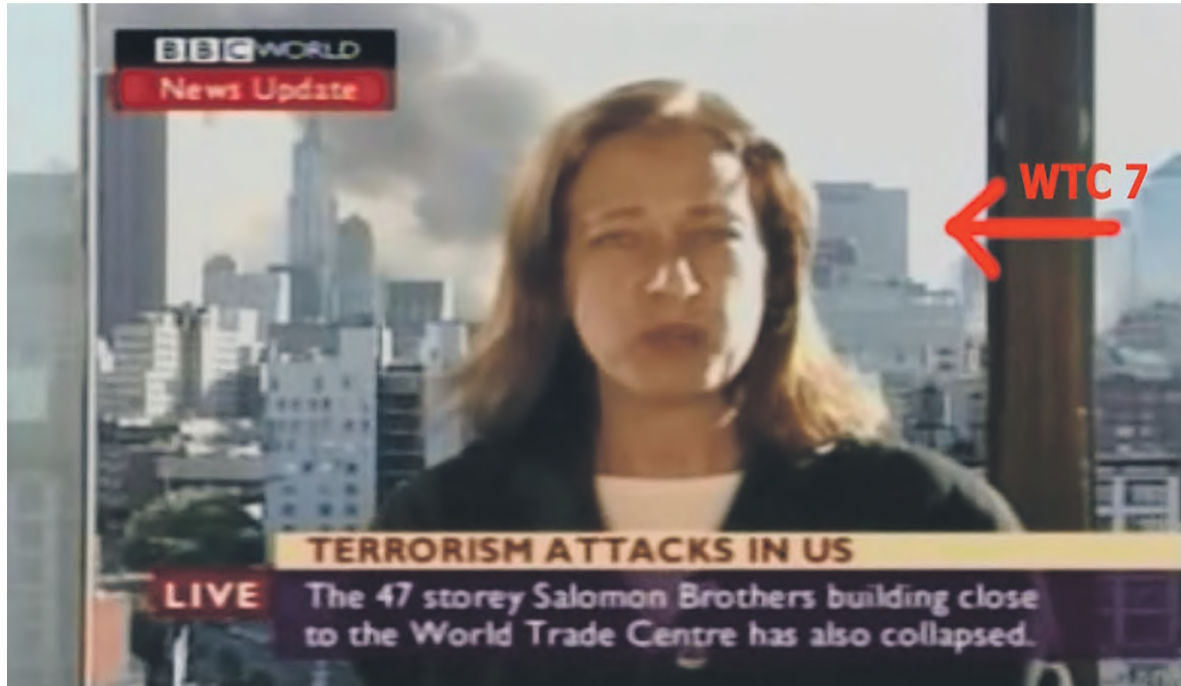 BBC WORLD
News Update
WTC 7
TERRORISM ATTACKS IN US
LIVE
The 47 storey Salomon Brothers building close
to the World Trade Centre has also collapsed.